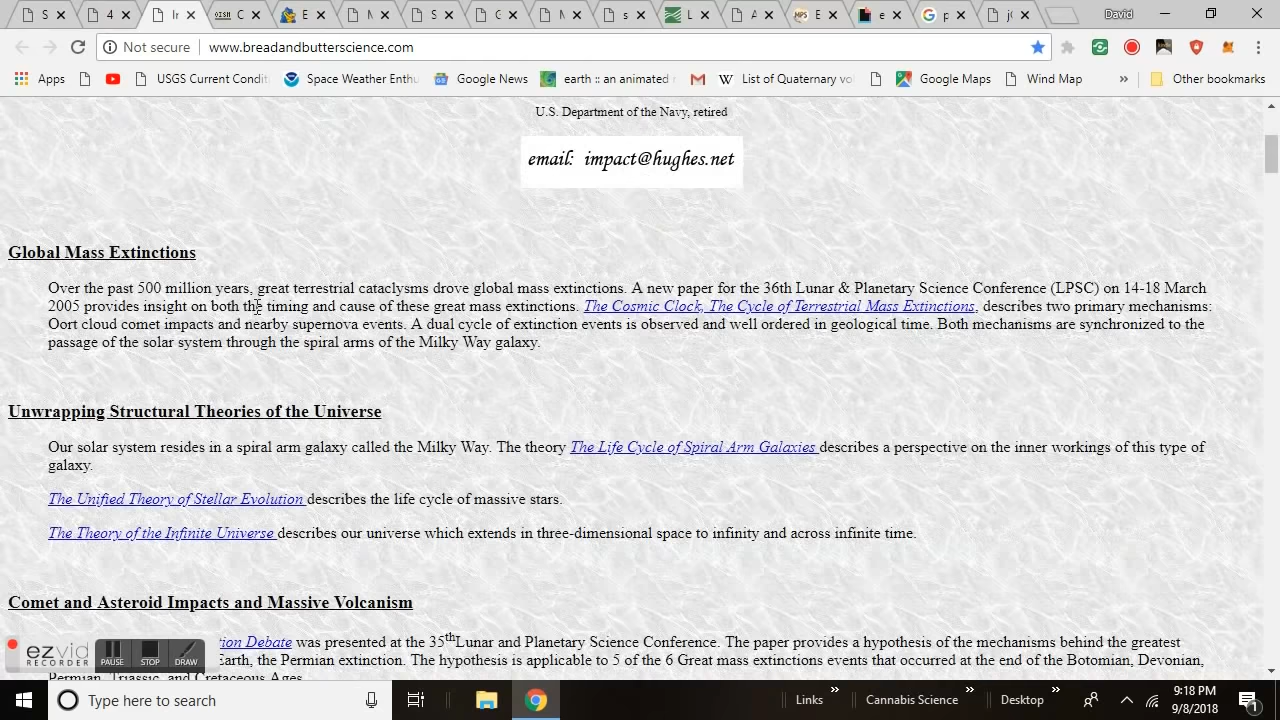 S
4
Ir
C
E
M
S
G
M
s
L
A
MPS E
e
p
jC
David
Not secure
www.breadandbutterscience.com
Apps
USGS Current Condit
Space Weather Enthu
Google News
earth :: an animated
List of Quaternary vo
Google Maps
Wind Map
»
Other bookmarks
U.S. Department of the Navy, retired
email: impact@hughes.net
Global Mass Extinctions
Over the past 500 million years, great terrestrial cataclysms drove global mass extinctions. A new paper for the 36th Lunar & Planetary Science Conference (LPSC) on 14-18 March
2005 provides insight on both the timing and cause of these great mass extinctions. The Cosmic Clock, The Cycle of Terrestrial Mass Extinctions, describes two primary mechanisms:
Oort cloud comet impacts and nearby supernova events. A dual cycle of extinction events is observed and well ordered in geological time. Both mechanisms are synchronized to the
passage of the solar system through the spiral arms of the Milky Way galaxy.
Unwrapping Structural Theories of the Universe
Our solar system resides in a spiral arm galaxy called the Milky Way. The theory The Life Cycle of Spiral Arm Galaxies describes a perspective on the inner workings of this type of
galaxy.
The Unified Theory of Stellar Evolution describes the life cycle of massive stars.
The Theory of the Infinite Universe describes our universe which extends in three-dimensional space to infinity and across infinite time.
Comet and Asteroid Impacts and Massive Volcanism
ion Debate was presented at the 35thLunar and Planetary Science Conference. The paper provides a hypothesis of the mechanisms behind the greatest
Earth, the Permian extinction. The hypothesis is applicable to 5 of the 6 Great mass extinctions events that occurred at the end of the Botomian, Devonian,
Permian, Triassic, and Cretaceous Ages.
ezvid
RECORDER
PAUSE
STOP
DRAW
Type here to search
Links
»
Cannabis Science
»
Desktop
»
9:18 PM
9/8/2018
1